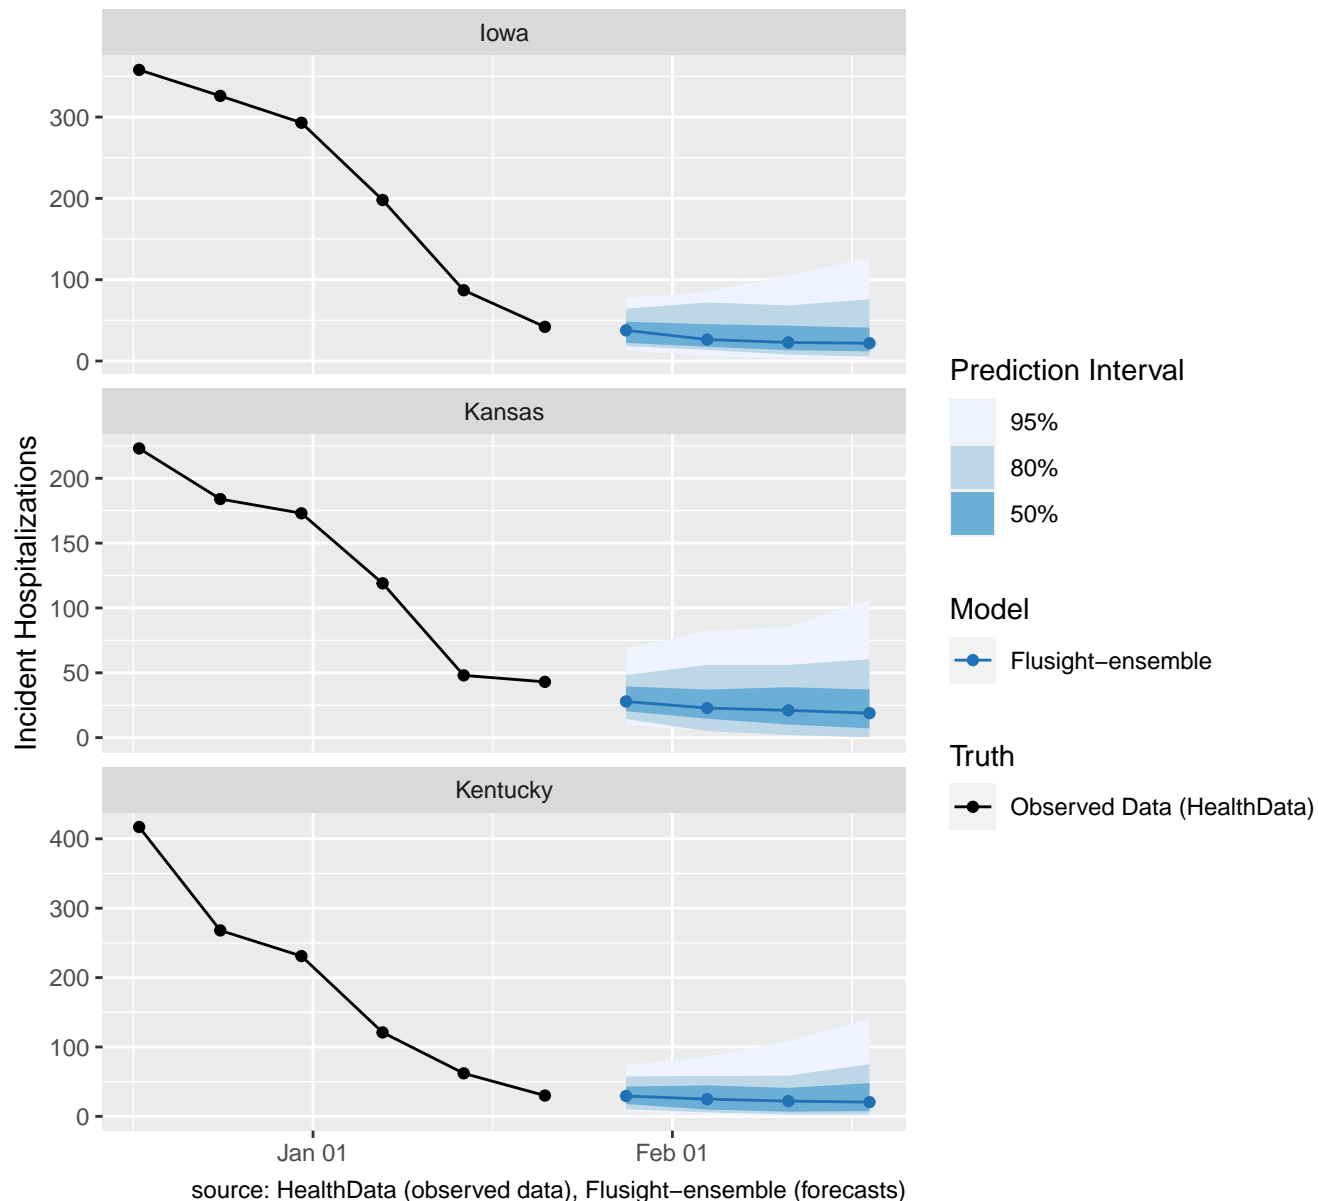 Iowa
300
200
100
0
Kansas
200
150
100
50
0
Kentucky
400
300
200
100
0
Jan 01
Feb 01
Incident Hospitalizations
source: HealthData (observed data), Flusight−ensemble (forecasts)
Prediction Interval
95%
80%
50%
Model
Flusight−ensemble
Truth
Observed Data (HealthData)